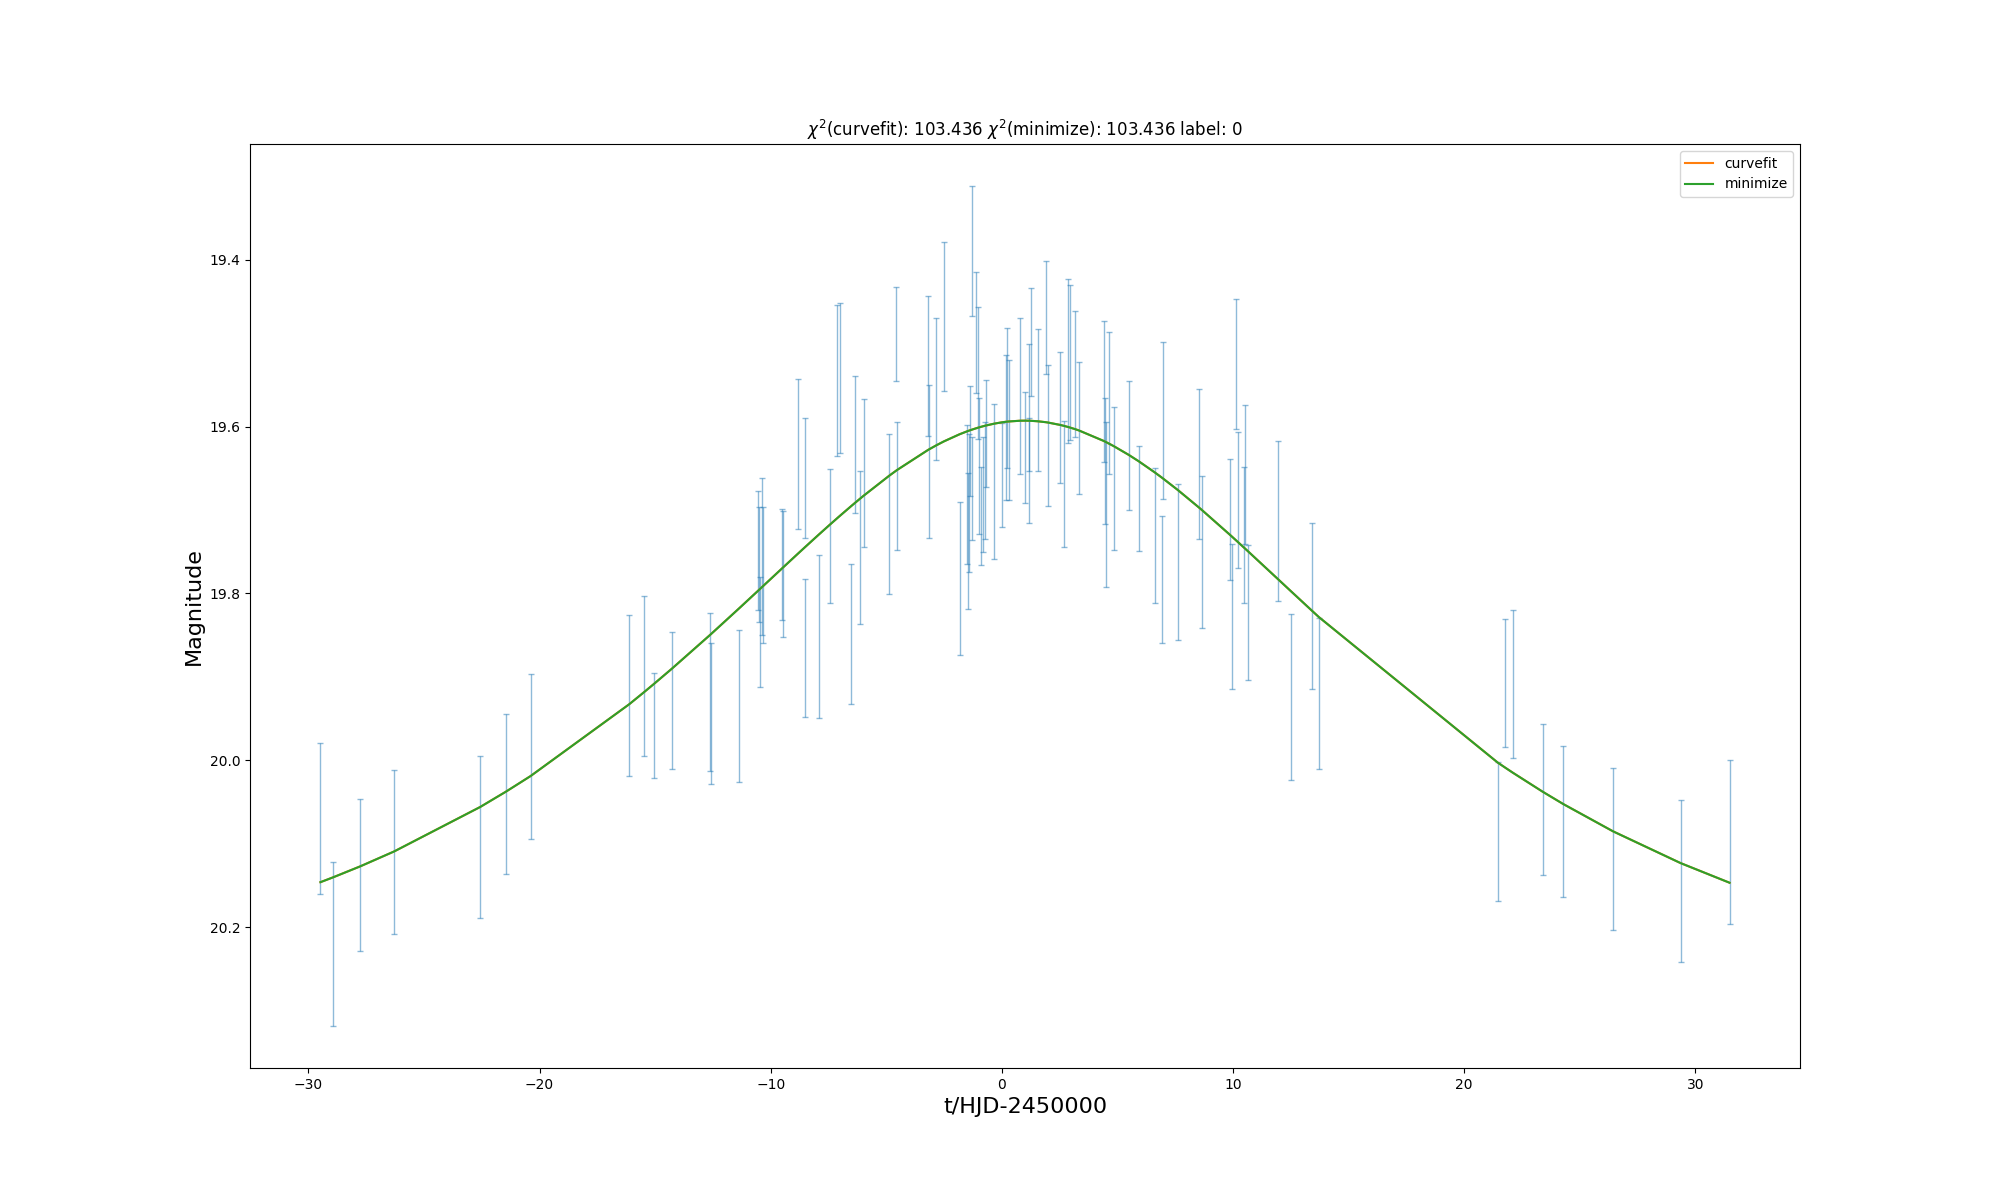 χ²(curvefit): 103.436 χ²(minimize): 103.436 label: 0
curvefit
minimize
19.4
19.6
19.8
20.0
20.2
Magnitude
−30
−20
−10
0
10
20
30
t/HJD-2450000